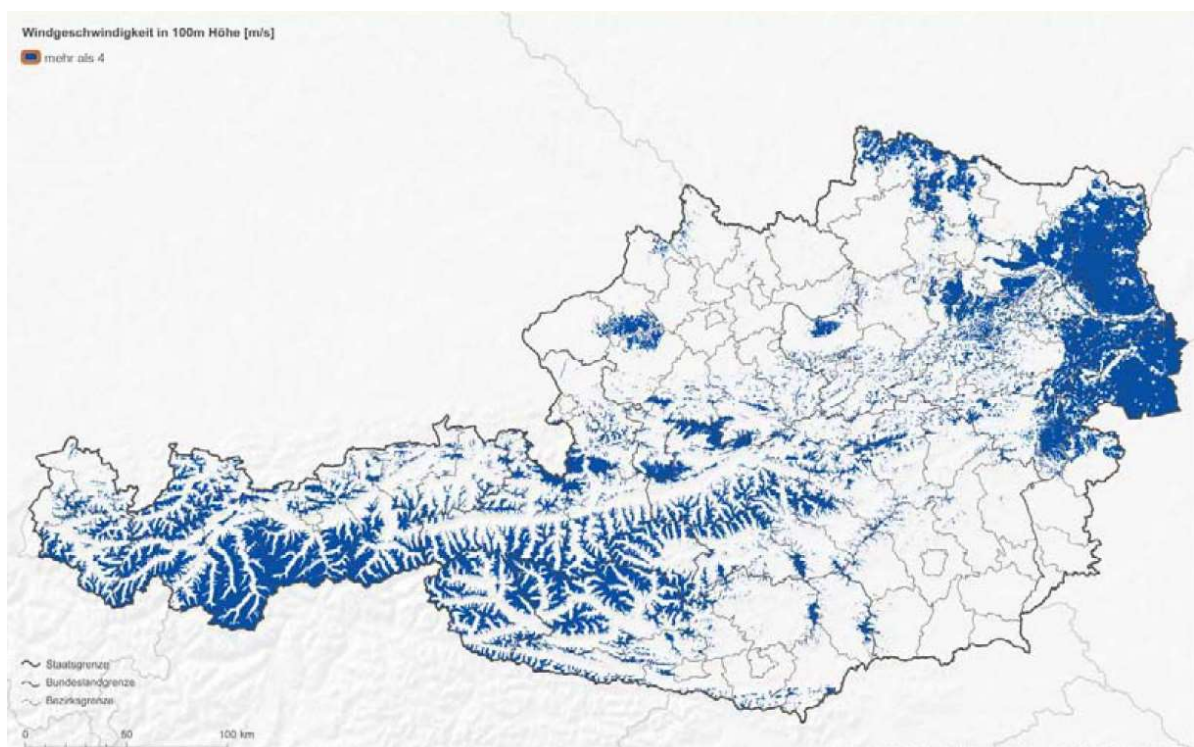 Windgeschwindigkeit in 100m Höhe [m/s]
mehr als 4
Staatsgrenze
Bundeslandgrenze
Bezirksgrenze
0 50 100 km